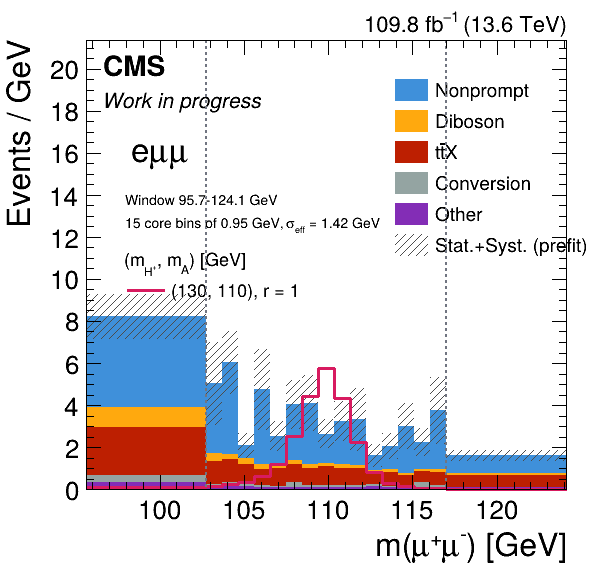 109.8 fb⁻¹ (13.6 TeV)
CMS
Work in progress
eμμ
Window 95.7-124.1 GeV
15 core bins of 0.95 GeV, σeff = 1.42 GeV
(mH⁺, mA) [GeV]
(130, 110), r = 1
Nonprompt
Diboson
tt̄X
Conversion
Other
Stat.+Syst. (prefit)
Events / GeV
20
18
16
14
12
10
8
6
4
2
0
100 105 110 115 120
m(μ⁺μ⁻) [GeV]